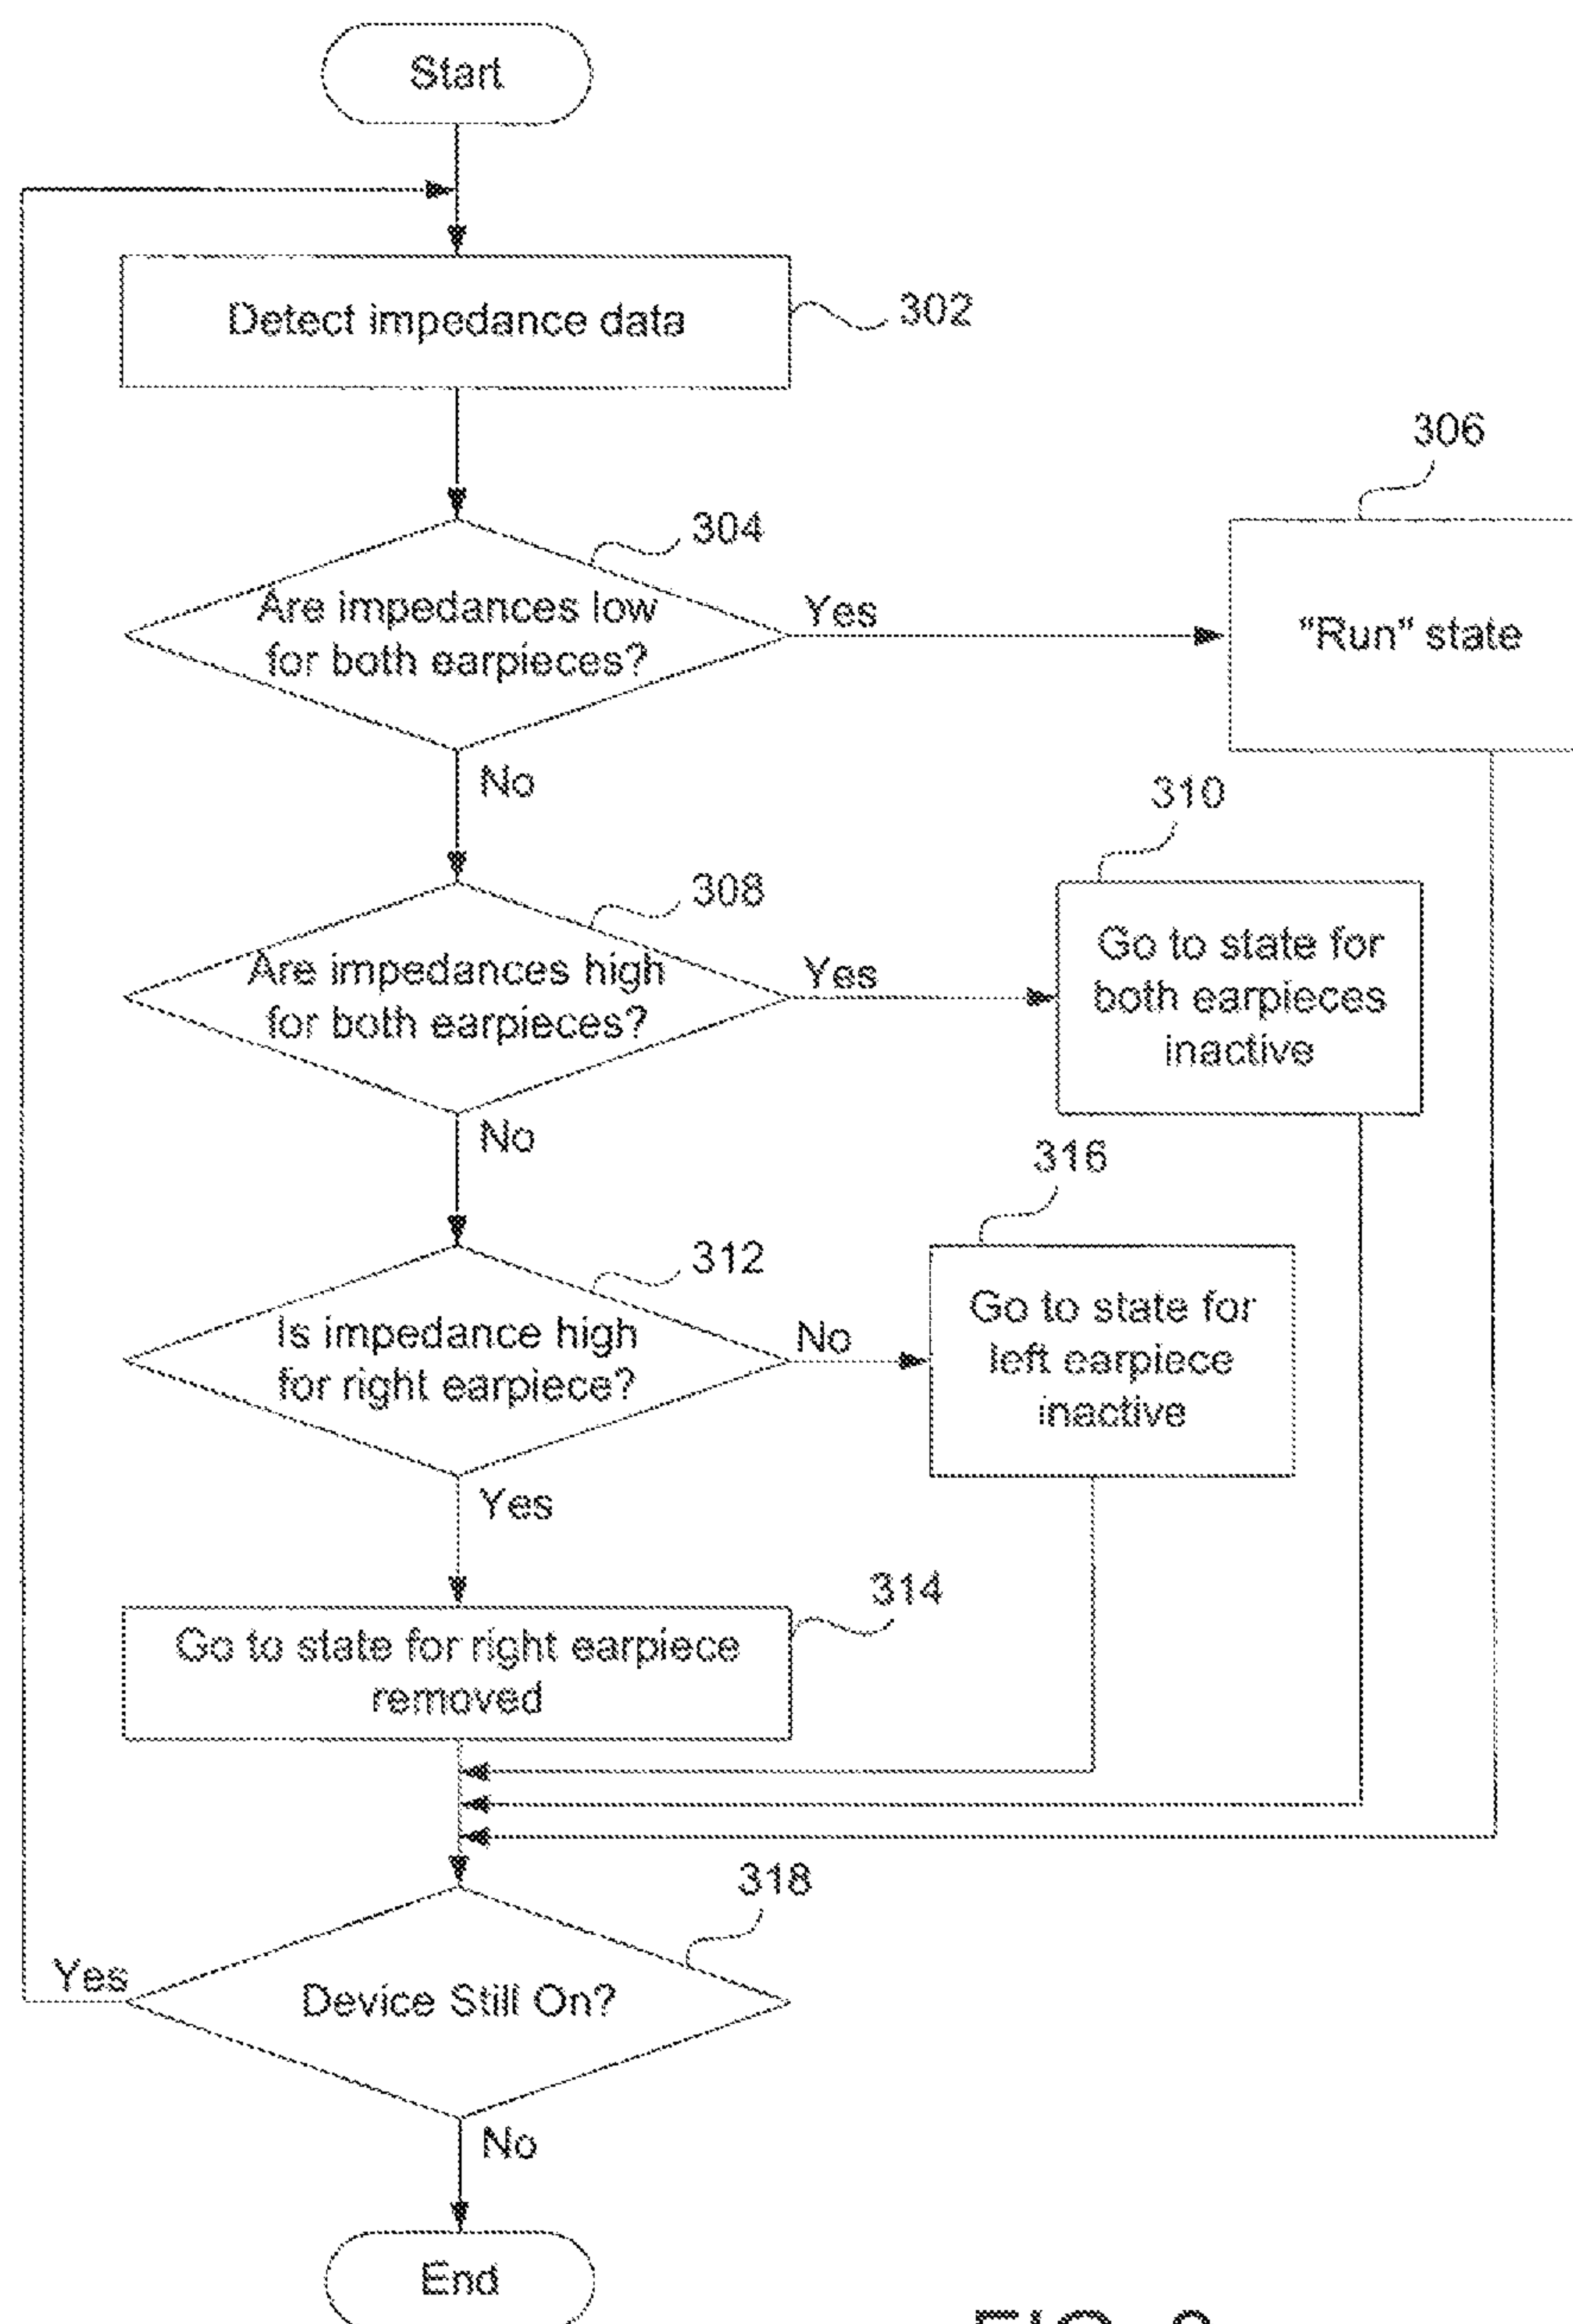 Start
Detect impedance data
302
306
304
Are impedances low
for both earpieces?
Yes
"Run" state
No
310
308
Are impedances high
for both earpieces?
Yes
Go to state for
both earpieces
inactive
No
316
312
Is impedance high
for right earpiece?
No
Go to state for
left earpiece
inactive
Yes
314
Go to state for right earpiece
removed
318
Yes
Device Still On?
No
End
FIG.